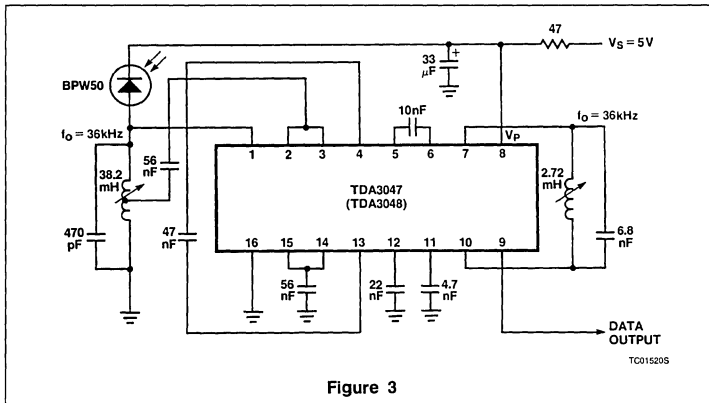 47
V_S = 5V
33
μF
+
BPW50
10nF
f_O = 36kHz
f_O = 36kHz
56
nF
1 2 3 4 5 6 7 8
V_P
38.2
mH
TDA3047
(TDA3048)
2.72
mH
470
pF
47
nF
6.8
nF
16 15 14 13 12 11 10 9
56
nF
22
nF
4.7
nF
DATA
OUTPUT
TC01520S
Figure 3